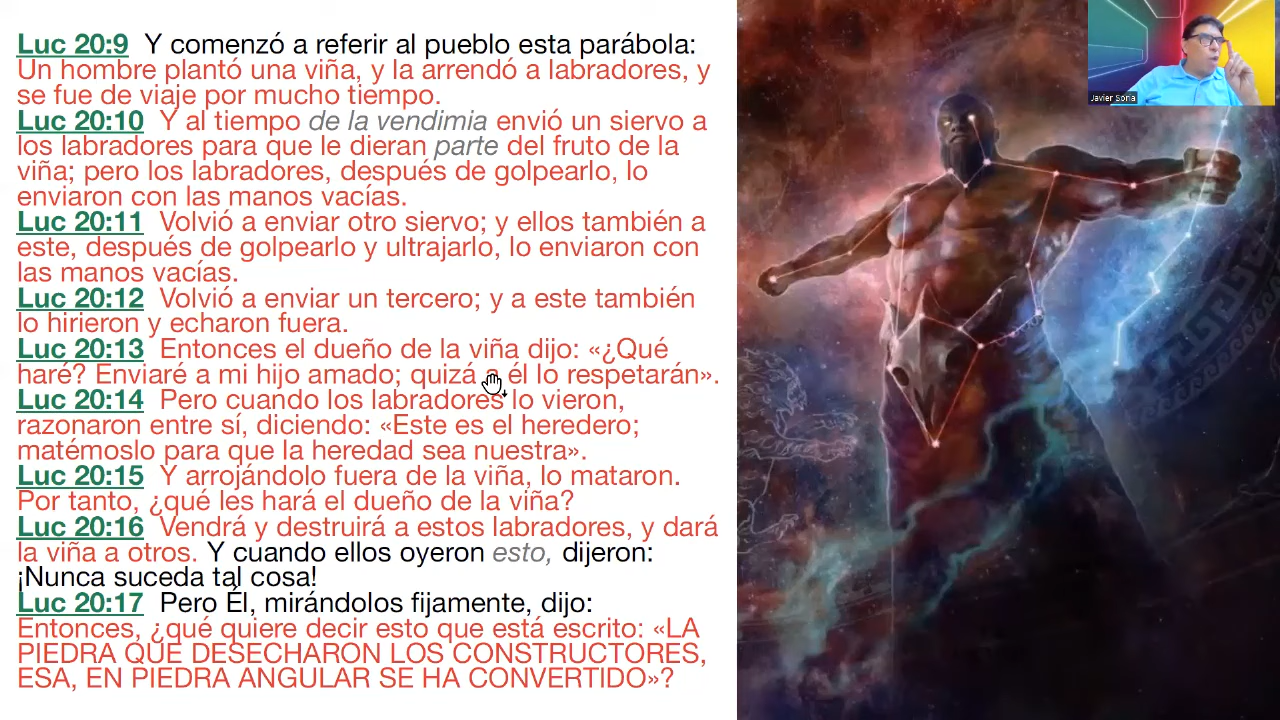 Luc 20:9 Y comenzó a referir al pueblo esta parábola:
Un hombre plantó una viña, y la arrendó a labradores, y
se fue de viaje por mucho tiempo.
Luc 20:10 Y al tiempo de la vendimia envió un siervo a
los labradores para que le dieran parte del fruto de la
viña; pero los labradores, después de golpearlo, lo
enviaron con las manos vacías.
Luc 20:11 Volvió a enviar otro siervo; y ellos también a
este, después de golpearlo y ultrajarlo, lo enviaron con
las manos vacías.
Luc 20:12 Volvió a enviar un tercero; y a este también
lo hirieron y echaron fuera.
Luc 20:13 Entonces el dueño de la viña dijo: «¿Qué
haré? Enviaré a mi hijo amado; quizá él lo respetarán».
Luc 20:14 Pero cuando los labradores lo vieron,
razonaron entre sí, diciendo: «Este es el heredero;
matémoslo para que la heredad sea nuestra».
Luc 20:15 Y arrojándolo fuera de la viña, lo mataron.
Por tanto, ¿qué les hará el dueño de la viña?
Luc 20:16 Vendrá y destruirá a estos labradores, y dará
la viña a otros. Y cuando ellos oyeron esto, dijeron:
¡Nunca suceda tal cosa!
Luc 20:17 Pero Él, mirándolos fijamente, dijo:
Entonces, ¿qué quiere decir esto que está escrito: «LA
PIEDRA QUE DESECHARON LOS CONSTRUCTORES,
ESA, EN PIEDRA ANGULAR SE HA CONVERTIDO»?
Javier Soria